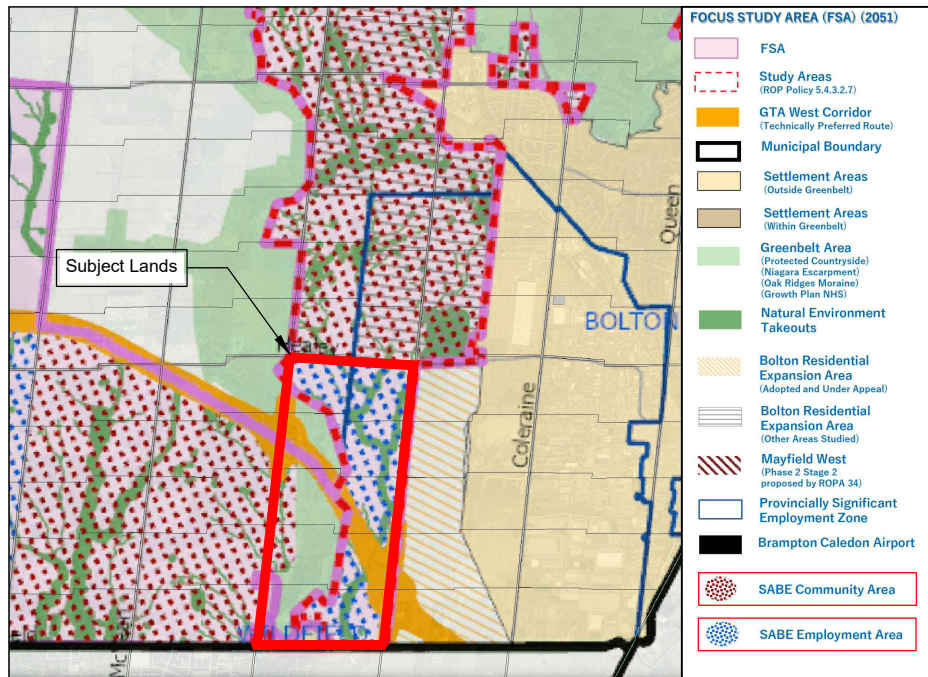 Subject Lands
BOLTON
Queen
Coleraine
FOCUS STUDY AREA (FSA) (2051)
FSA
Study Areas
(ROP Policy 5.4.3.2.7)
GTA West Corridor
(Technically Preferred Route)
Municipal Boundary
Settlement Areas
(Outside Greenbelt)
Settlement Areas
(Within Greenbelt)
Greenbelt Area
(Protected Countryside)
(Niagara Escarpment)
(Oak Ridges Moraine)
(Growth Plan NHS)
Natural Environment
Takeouts
Bolton Residential
Expansion Area
(Adopted and Under Appeal)
Bolton Residential
Expansion Area
(Other Areas Studied)
Mayfield West
(Phase 2 Stage 2
proposed by ROPA 34)
Provincially Significant
Employment Zone
Brampton Caledon Airport
SABE Community Area
SABE Employment Area